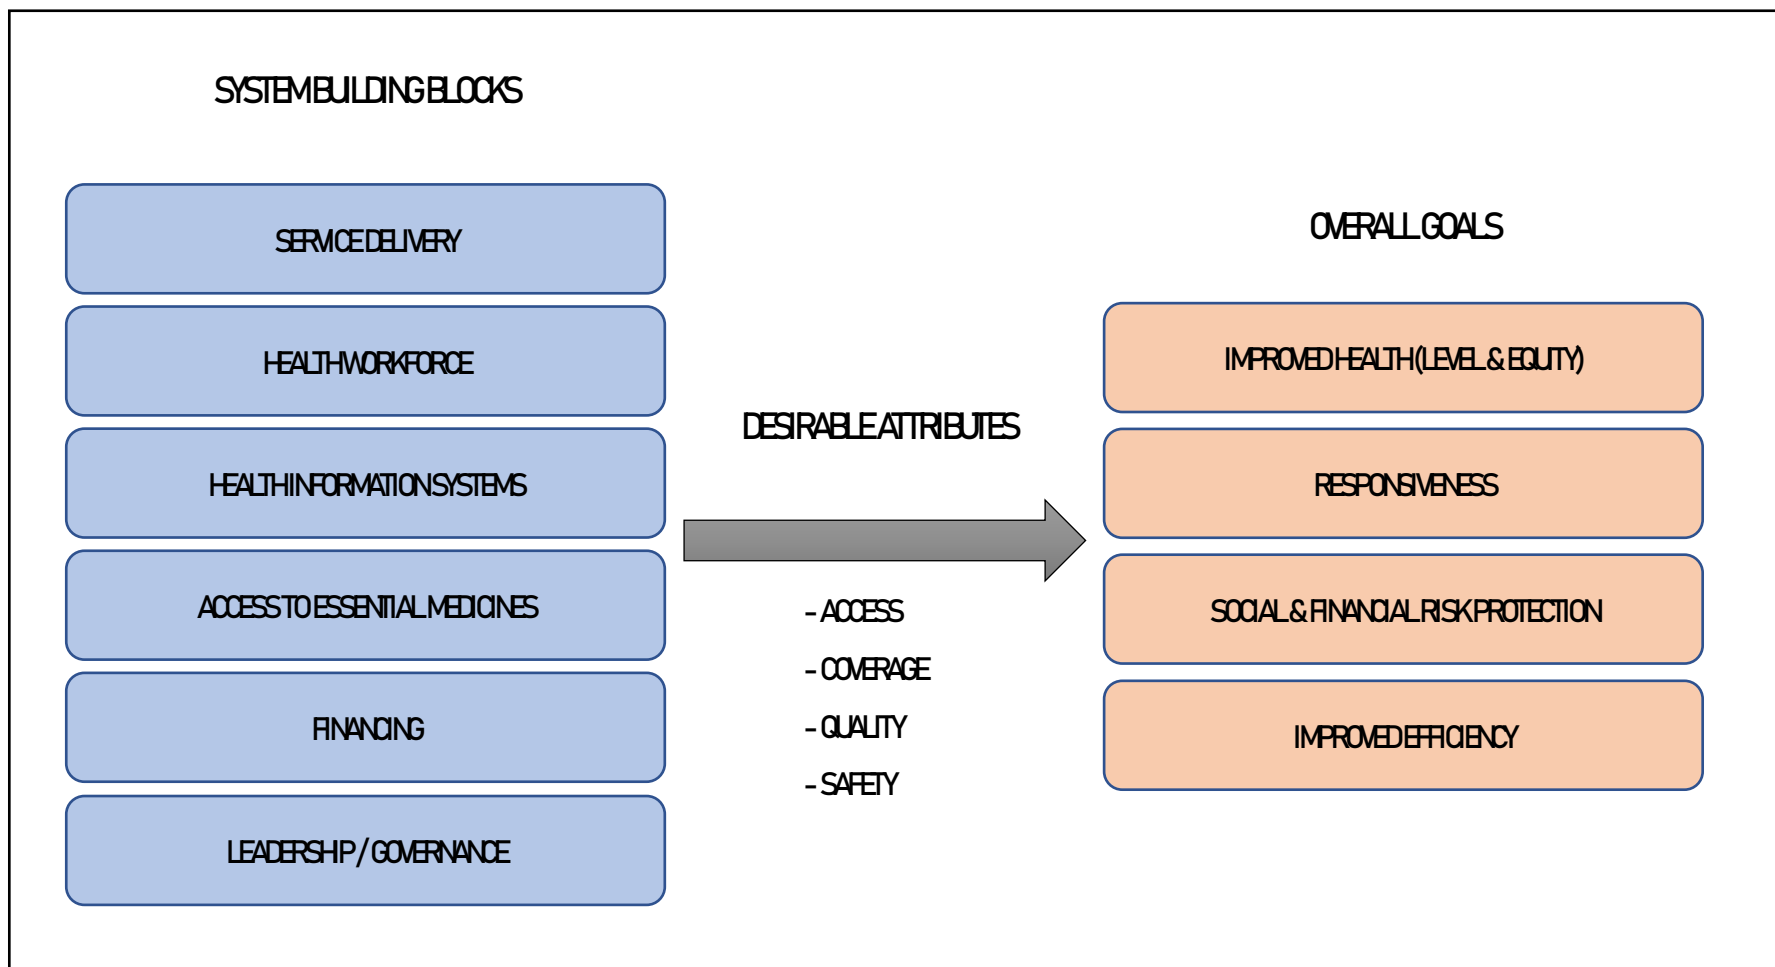 SYSTEM BUILDING BLOCKS
SERVICE DELIVERY
HEALTH WORKFORCE
HEALTH INFORMATION SYSTEMS
ACCESS TO ESSENTIAL MEDICINES
FINANCING
LEADERSHIP / GOVERNANCE
DESIRABLE ATTRIBUTES
- ACCESS
- COVERAGE
- QUALITY
- SAFETY
OVERALL GOALS
IMPROVED HEALTH (LEVEL & EQUITY)
RESPONSIVENESS
SOCIAL & FINANCIAL RISK PROTECTION
IMPROVED EFFICIENCY